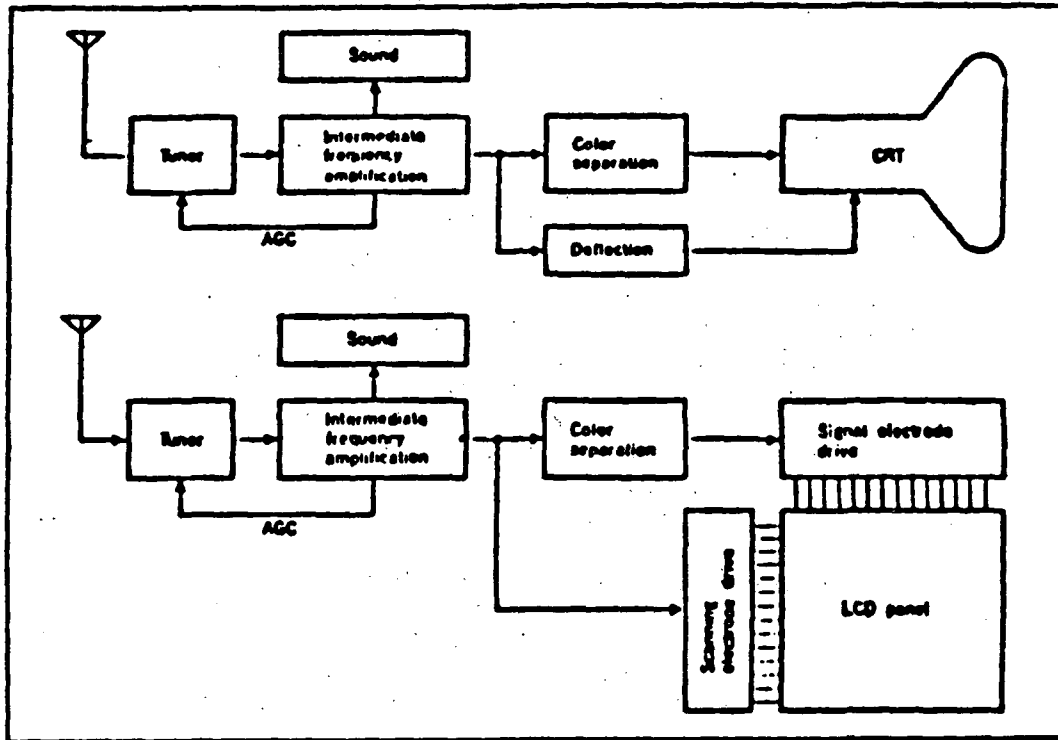 Sound
Tuner
Intermediate
frequency
amplification
Color
separation
CRT
AGC
Deflection
Sound
Tuner
Intermediate
frequency
amplification
Color
separation
Signal electrode
drive
AGC
Scanning
electrode drive
LCD panel